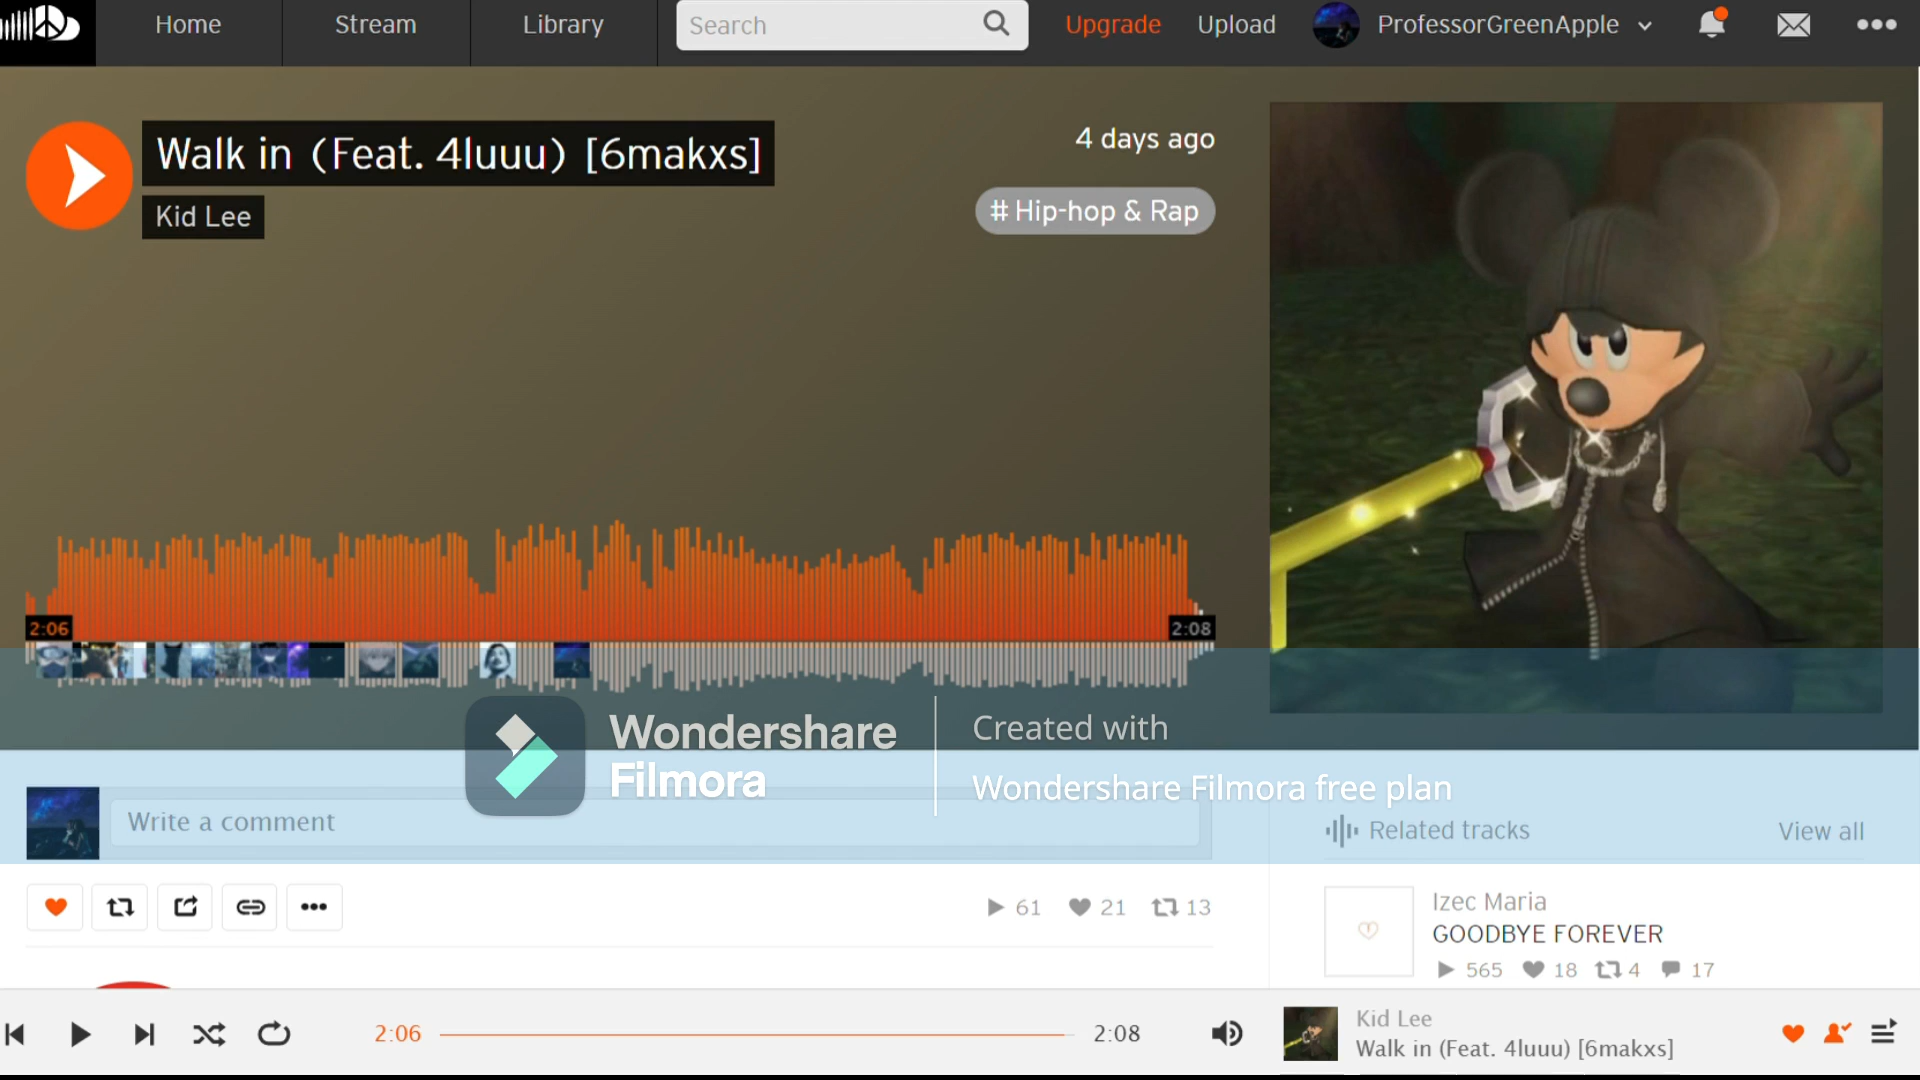 Home
Stream
Library
Search
Upgrade
Upload
ProfessorGreenApple
Walk in (Feat. 4luuu) [6makxs]
Kid Lee
4 days ago
# Hip-hop & Rap
2:06
2:08
Wondershare
Filmora
Created with
Wondershare Filmora free plan
Write a comment
61
21
13
Related tracks
View all
Izec Maria
GOODBYE FOREVER
565
18
4
17
2:06
2:08
Kid Lee
Walk in (Feat. 4luuu) [6makxs]